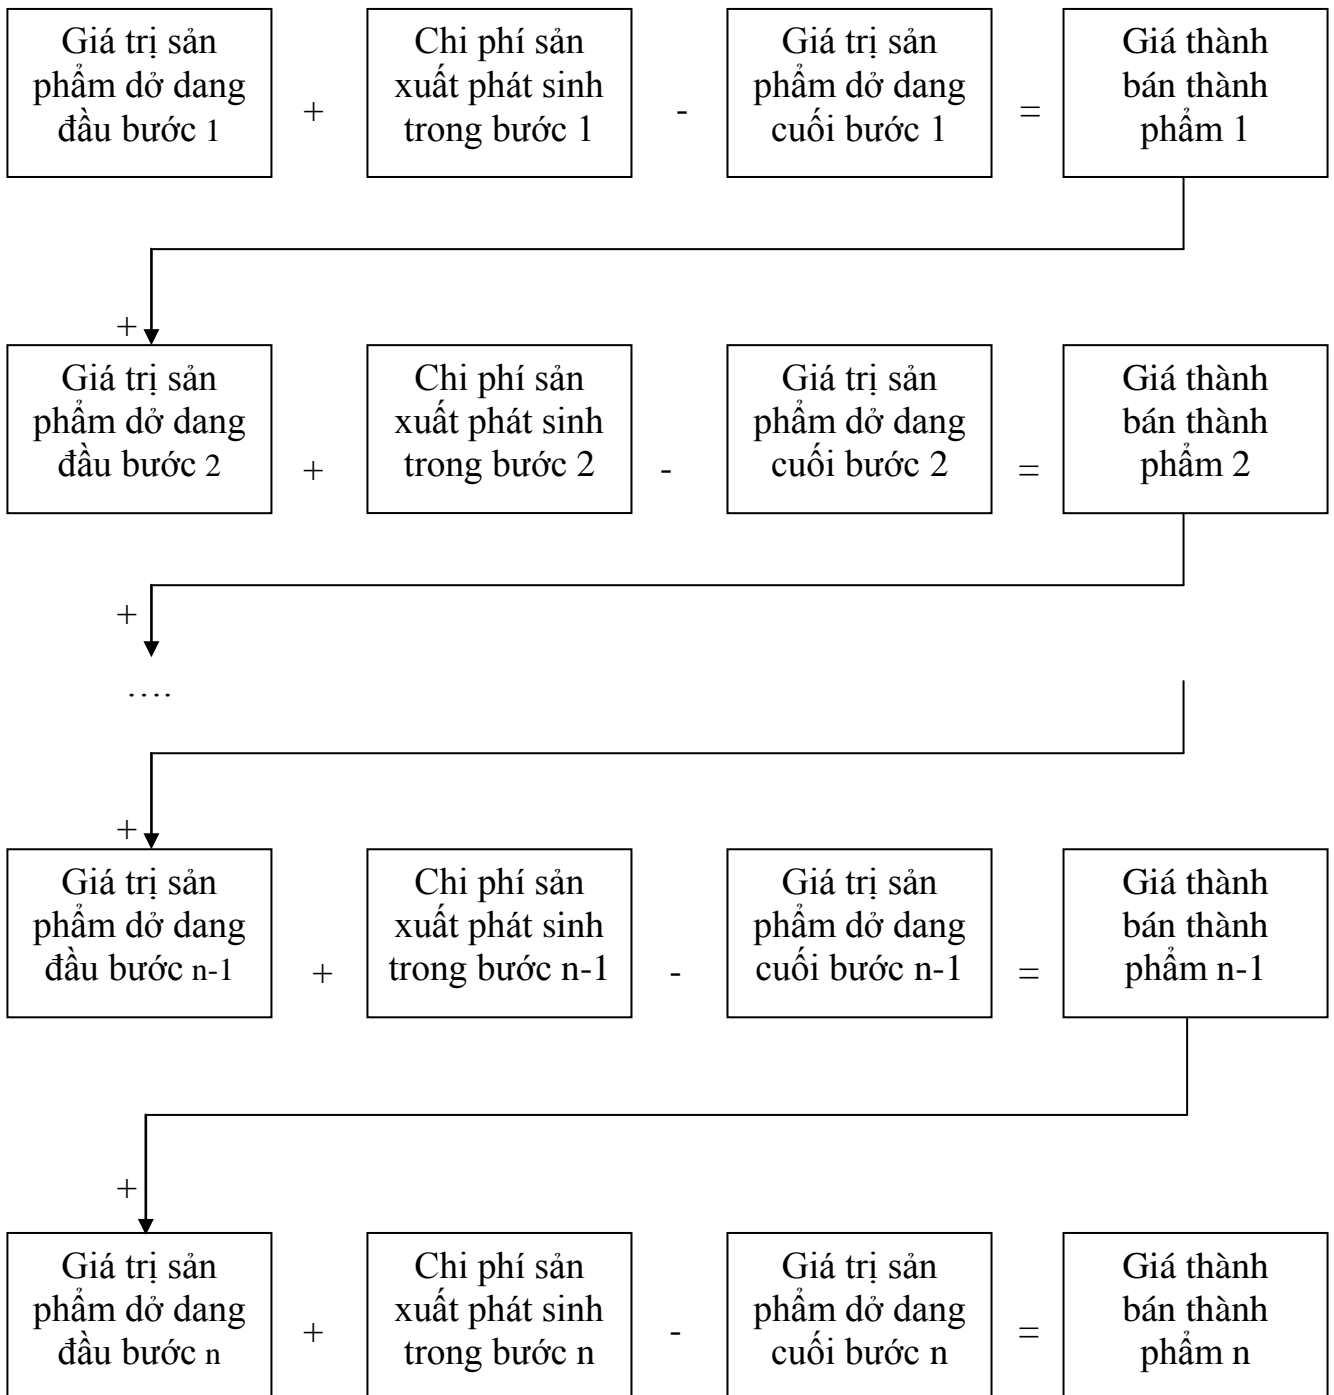 Giá trị sản
phẩm dở dang
đầu bước 1
+
Chi phí sản
xuất phát sinh
trong bước 1
-
Giá trị sản
phẩm dở dang
cuối bước 1
=
Giá thành
bán thành
phẩm 1
+
Giá trị sản
phẩm dở dang
đầu bước 2
+
Chi phí sản
xuất phát sinh
trong bước 2
-
Giá trị sản
phẩm dở dang
cuối bước 2
=
Giá thành
bán thành
phẩm 2
+
….
+
Giá trị sản
phẩm dở dang
đầu bước n-1
+
Chi phí sản
xuất phát sinh
trong bước n-1
-
Giá trị sản
phẩm dở dang
cuối bước n-1
=
Giá thành
bán thành
phẩm n-1
+
Giá trị sản
phẩm dở dang
đầu bước n
+
Chi phí sản
xuất phát sinh
trong bước n
-
Giá trị sản
phẩm dở dang
cuối bước n
=
Giá thành
bán thành
phẩm n